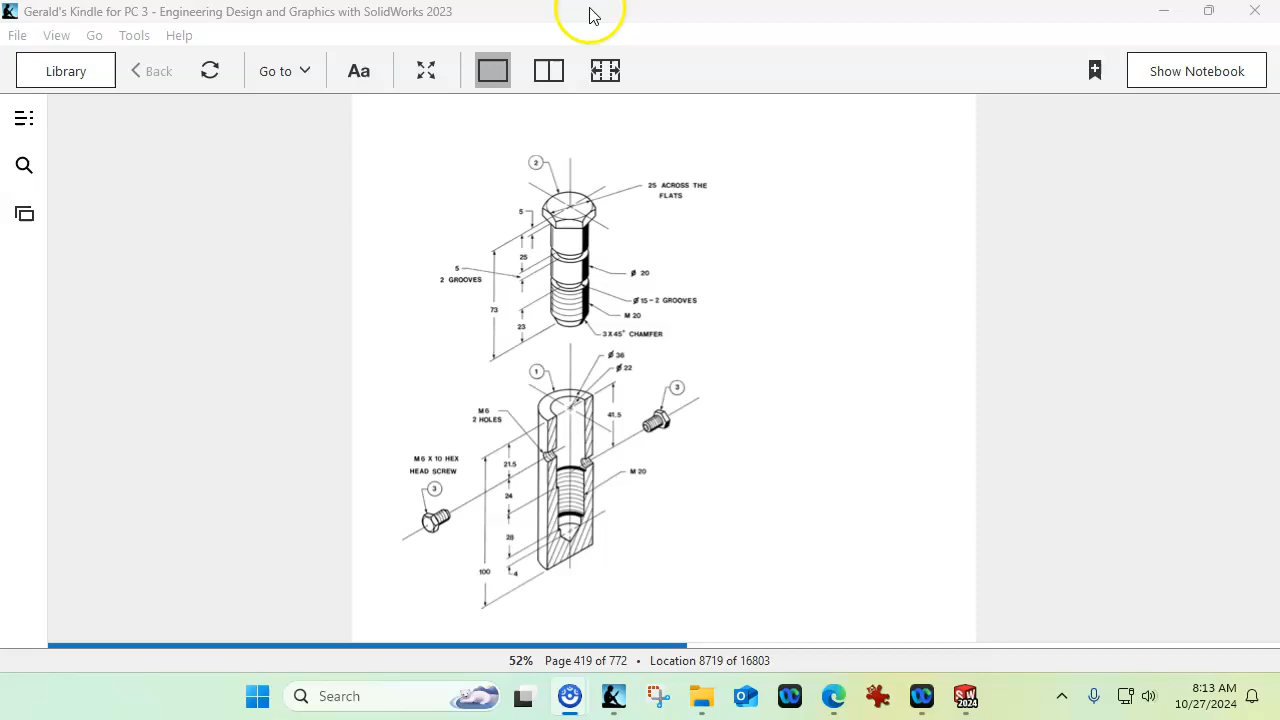 Gerald's Kindle for PC 3 - Engineering Design and Graphics with SolidWorks 2023
File View Go Tools Help
Library
Back
Go to
Aa
Show Notebook
2
25 ACROSS THE
FLATS
5
25
5
2 GROOVES
Ø 20
Ø 15 - 2 GROOVES
73
M 20
23
3 X 45° CHAMFER
Ø 36
1
Ø 22
3
M6
2 HOLES
41.5
M 6 X 10 HEX
HEAD SCREW
21.5
M 20
3
24
28
100
4
52% Page 419 of 772 • Location 8719 of 16803
Search
SW
2024
8:13 AM
10/27/2024